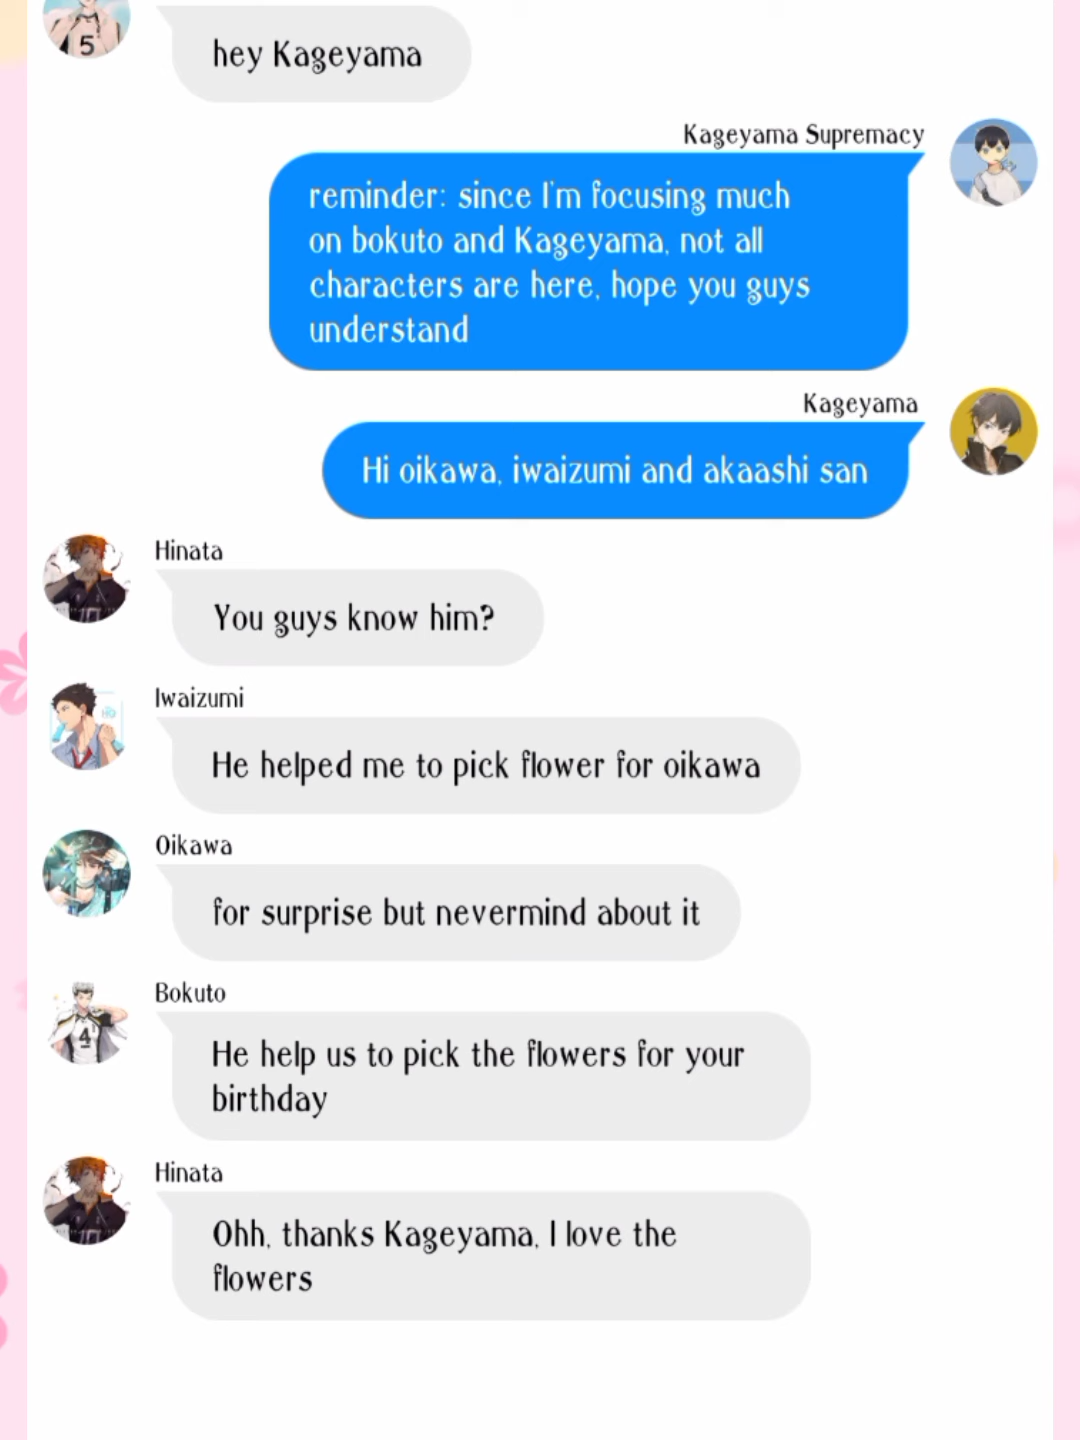 5
hey Kageyama
Kageyama Supremacy
reminder: since I'm focusing much
on bokuto and Kageyama, not all
characters are here, hope you guys
understand
Kageyama
Hi oikawa, iwaizumi and akaashi san
Hinata
You guys know him?
Iwaizumi
He helped me to pick flower for oikawa
Oikawa
for surprise but nevermind about it
Bokuto
4
He help us to pick the flowers for your
birthday
Hinata
Ohh, thanks Kageyama, I love the
flowers